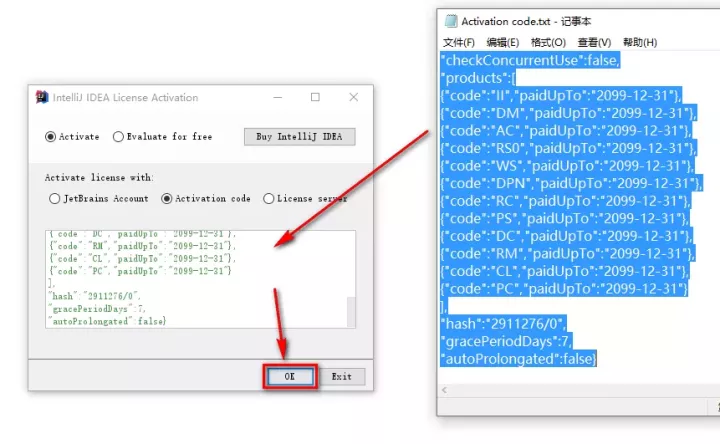 IntelliJ IDEA License Activation
Activate
Evaluate for free
Buy IntelliJ IDEA
Activate license with:
JetBrains Account
Activation code
License server
{"code":"DC","paidUpTo":"2099-12-31"},
{"code":"RM","paidUpTo":"2099-12-31"},
{"code":"CL","paidUpTo":"2099-12-31"},
{"code":"PC","paidUpTo":"2099-12-31"}
],
"hash":"2911276/0",
"gracePeriodDays":7,
"autoProlongated":false}
OK
Exit
Activation code.txt - 记事本
文件(F) 编辑(E) 格式(O) 查看(V) 帮助(H)
"checkConcurrentUse":false,
"products":[
{"code":"II","paidUpTo":"2099-12-31"},
{"code":"DM","paidUpTo":"2099-12-31"},
{"code":"AC","paidUpTo":"2099-12-31"},
{"code":"RS0","paidUpTo":"2099-12-31"},
{"code":"WS","paidUpTo":"2099-12-31"},
{"code":"DPN","paidUpTo":"2099-12-31"},
{"code":"RC","paidUpTo":"2099-12-31"},
{"code":"PS","paidUpTo":"2099-12-31"},
{"code":"DC","paidUpTo":"2099-12-31"},
{"code":"RM","paidUpTo":"2099-12-31"},
{"code":"CL","paidUpTo":"2099-12-31"},
{"code":"PC","paidUpTo":"2099-12-31"}
],
"hash":"2911276/0",
"gracePeriodDays":7,
"autoProlongated":false}